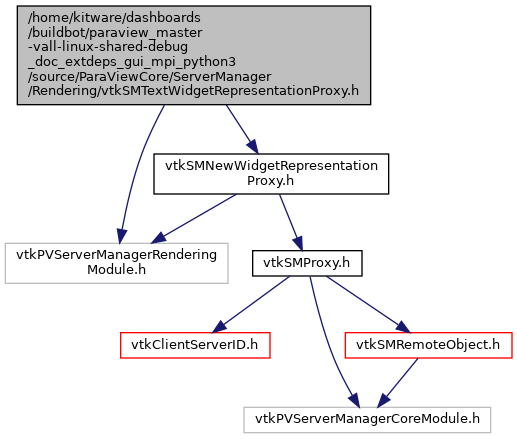 /home/kitware/dashboards
/buildbot/paraview_master
-vall-linux-shared-debug
_doc_extdeps_gui_mpi_python3
/source/ParaViewCore/ServerManager
/Rendering/vtkSMTextWidgetRepresentationProxy.h
vtkSMNewWidgetRepresentation
Proxy.h
vtkPVServerManagerRendering
Module.h
vtkSMProxy.h
vtkClientServerID.h
vtkSMRemoteObject.h
vtkPVServerManagerCoreModule.h